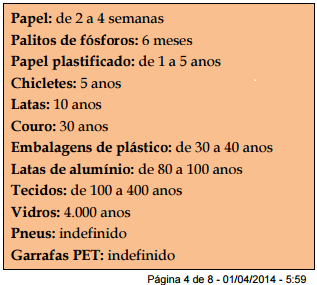 Papel: de 2 a 4 semanas
Palitos de fósforos: 6 meses
Papel plastificado: de 1 a 5 anos
Chicletes: 5 anos
Latas: 10 anos
Couro: 30 anos
Embalagens de plástico: de 30 a 40 anos
Latas de alumínio: de 80 a 100 anos
Tecidos: de 100 a 400 anos
Vidros: 4.000 anos
Pneus: indefinido
Garrafas PET: indefinido
Página 4 de 8 - 01/04/2014 - 5:59